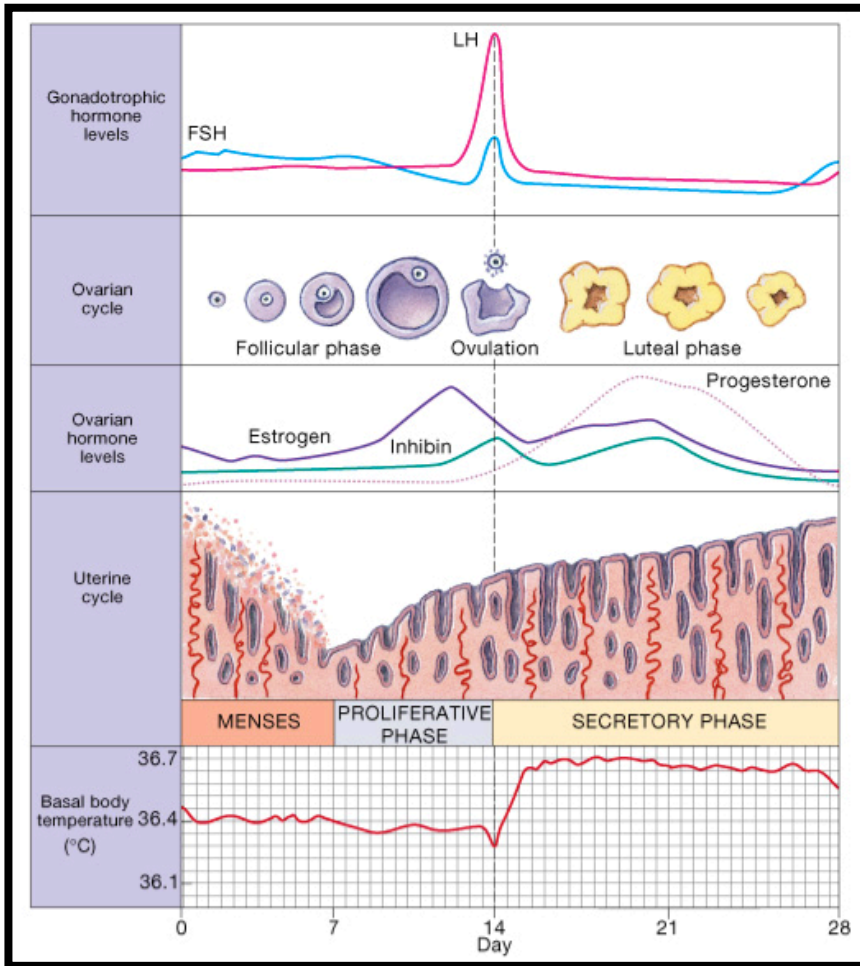 LH
Gonadotrophic
hormone
levels
FSH
Ovarian
cycle
Follicular phase
Ovulation
Luteal phase
Progesterone
Ovarian
hormone
levels
Estrogen
Inhibin
Uterine
cycle
MENSES
PROLIFERATIVE
PHASE
SECRETORY PHASE
36.7
Basal body
temperature
(°C)
36.4
36.1
0
7
14
21
28
Day